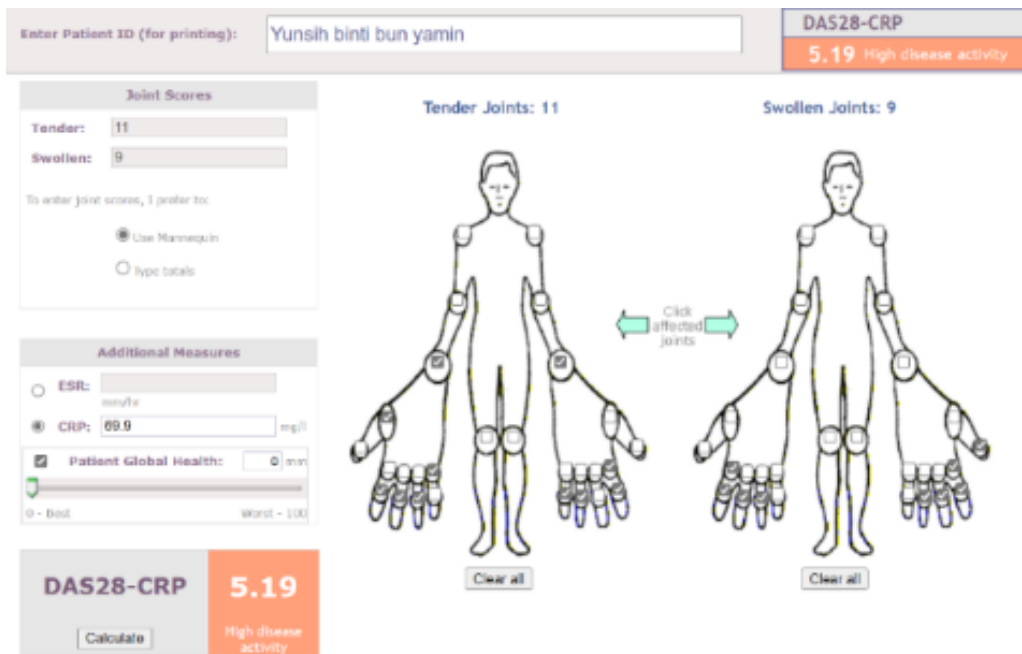 Enter Patient ID (for printing):
Yunsih binti bun yamin
DAS28-CRP
5.19 High disease activity
Joint Scores
Tender: 11
Swollen: 9
To enter joint scores, I prefer to:
Use Mannequin
Type totals
Additional Measures
ESR:
mm/hr
CRP: 69.9 mg/l
Patient Global Health: 0 mm
0 - Best Worst - 100
DAS28-CRP
Calculate
5.19
High disease
activity
Tender Joints: 11
Swollen Joints: 9
Click
affected
joints
Clear all
Clear all